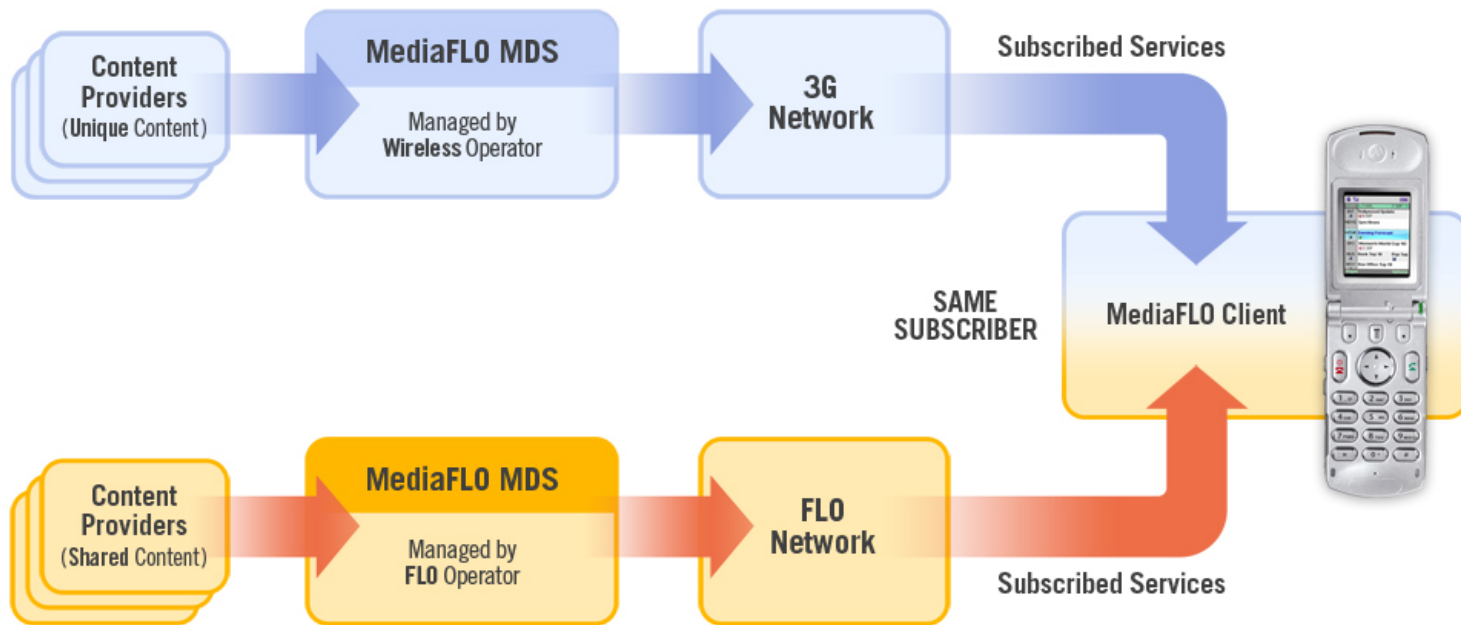 Content
Providers
(Unique Content)
MediaFLO MDS
Managed by
Wireless Operator
3G
Network
Subscribed Services
SAME
SUBSCRIBER
MediaFLO Client
Content
Providers
(Shared Content)
MediaFLO MDS
Managed by
FLO Operator
FLO
Network
Subscribed Services